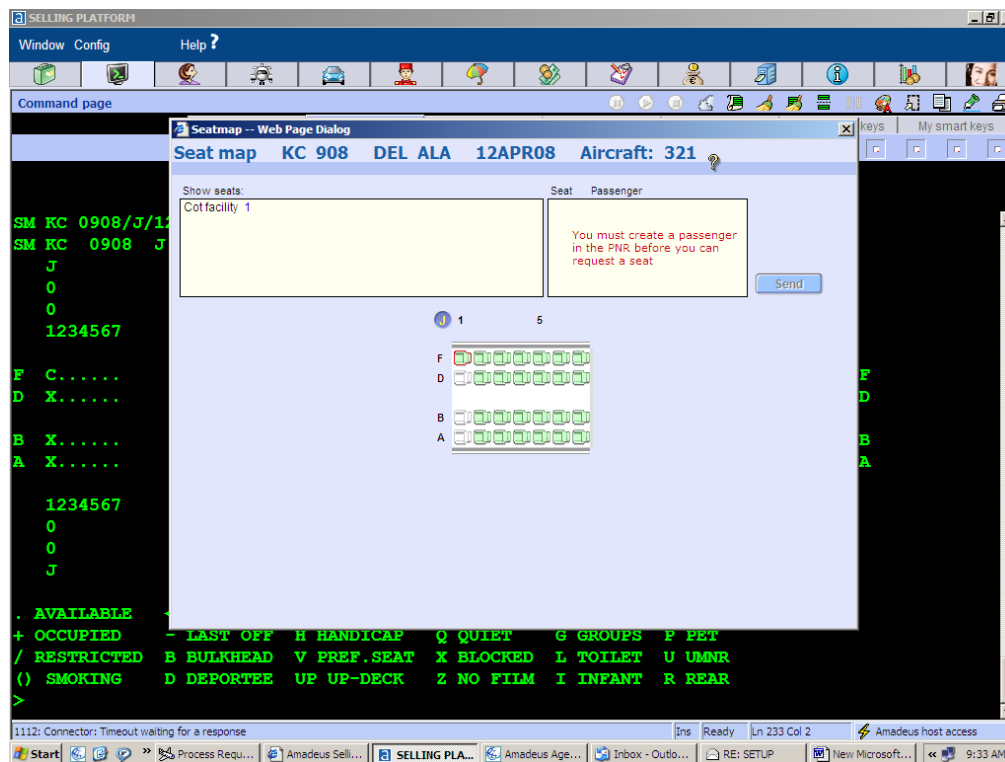 a SELLING PLATFORM
Window Config Help ?
Command page
keys My smart keys
Seatmap -- Web Page Dialog
Seat map KC 908 DEL ALA 12APR08 Aircraft: 321
Show seats: Seat Passenger
Cot facility 1
You must create a passenger
in the PNR before you can
request a seat
Send
SM KC 0908/J/12
SM KC 0908 J
J
0
0
1234567
J 1 5
F
D
B
A
F C...... F
D X...... D
B X...... B
A X...... A
1234567
0
0
J
. AVAILABLE
+ OCCUPIED - LAST OFF H HANDICAP Q QUIET G GROUPS P PET
/ RESTRICTED B BULKHEAD V PREF.SEAT X BLOCKED L TOILET U UMNR
() SMOKING D DEPORTEE UP UP-DECK Z NO FILM I INFANT R REAR
>
1112: Connector: Timeout waiting for a response Ins Ready Ln 233 Col 2 Amadeus host access
Start » Process Requ... Amadeus Selli... SELLING PLA... Amadeus Age... Inbox - Outlo... RE: SETUP New Microsoft... « 9:33 AM